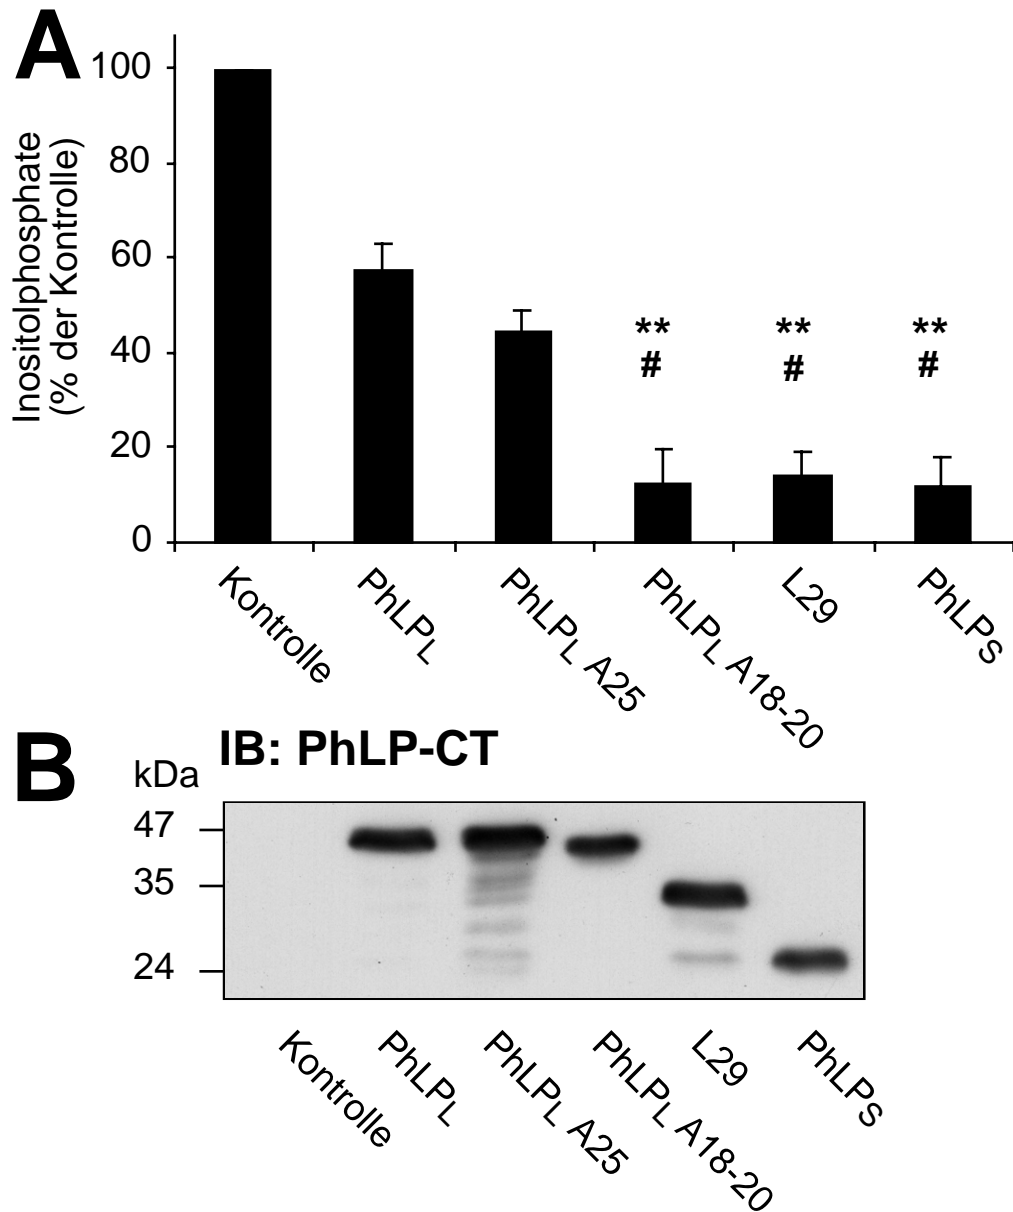 A
Inositolphosphate
(% der Kontrolle)
100
80
60
40
20
0
**
#
**
#
**
#
Kontrolle
PhLPL
PhLPL A25
PhLPL A18-20
L29
PhLPS
B
IB: PhLP-CT
kDa
47
35
24
Kontrolle
PhLPL
PhLPL A25
PhLPL A18-20
L29
PhLPS